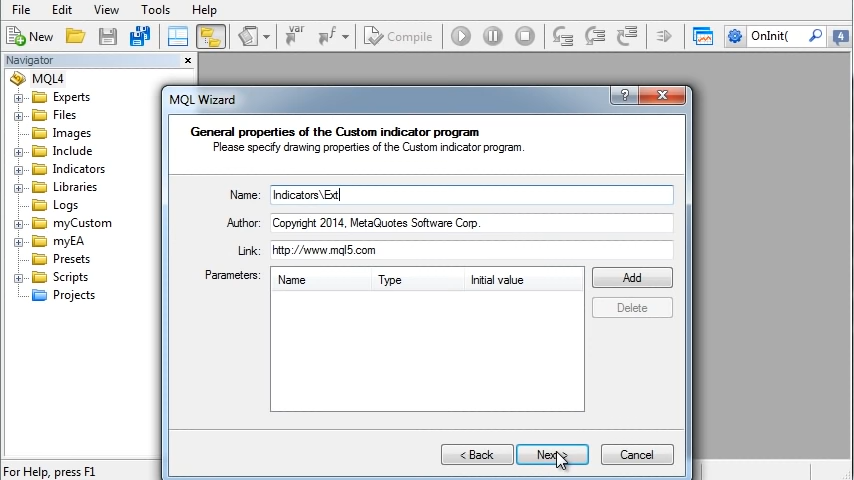 File Edit View Tools Help
New var f Compile OnInit( 4
Navigator
MQL4
Experts
Files
Images
Include
Indicators
Libraries
Logs
myCustom
myEA
Presets
Scripts
Projects
MQL Wizard
General properties of the Custom indicator program
Please specify drawing properties of the Custom indicator program.
Name: Indicators\Ext
Author: Copyright 2014, MetaQuotes Software Corp.
Link: http://www.mql5.com
Parameters: Name Type Initial value
Add
Delete
< Back Next > Cancel
For Help, press F1